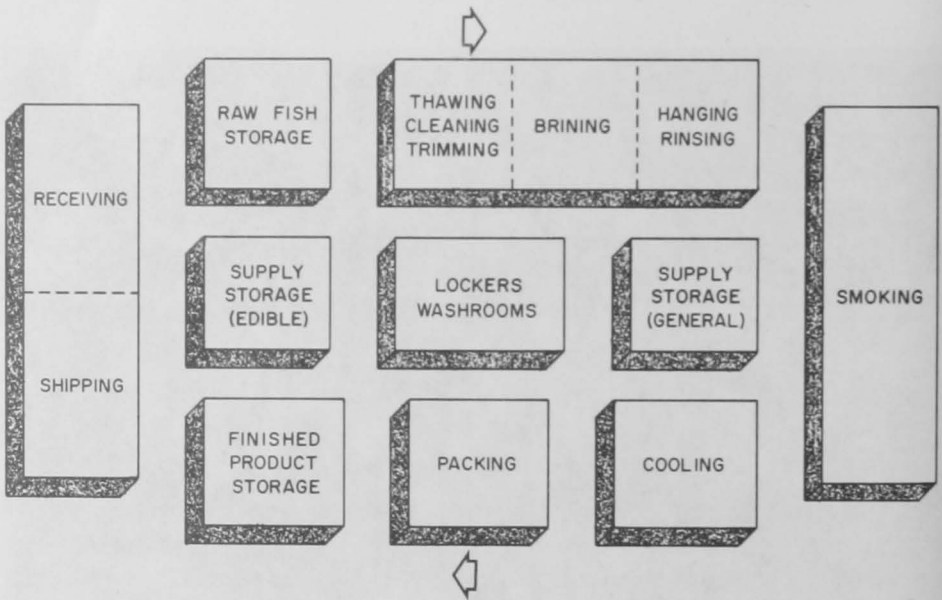 RECEIVING
SHIPPING
RAW FISH
STORAGE
THAWING
CLEANING
TRIMMING
BRINING
HANGING
RINSING
SUPPLY
STORAGE
(EDIBLE)
LOCKERS
WASHROOMS
SUPPLY
STORAGE
(GENERAL)
SMOKING
FINISHED
PRODUCT
STORAGE
PACKING
COOLING